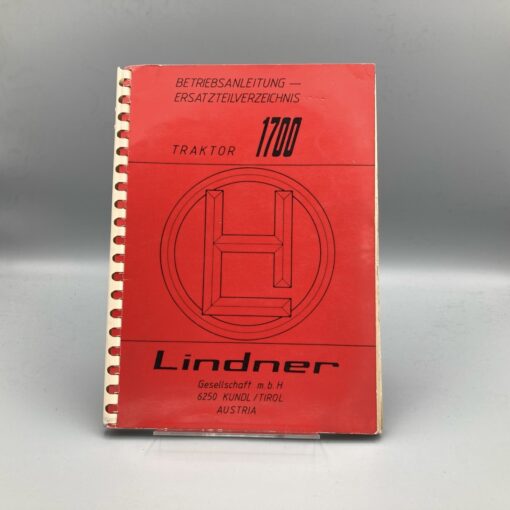 BETRIEBSANLEITUNG —
ERSATZTEILVERZEICHNIS
TRAKTOR 1700
Lindner
Gesellschaft m.b.H
6250 KUNDL/TIROL
AUSTRIA